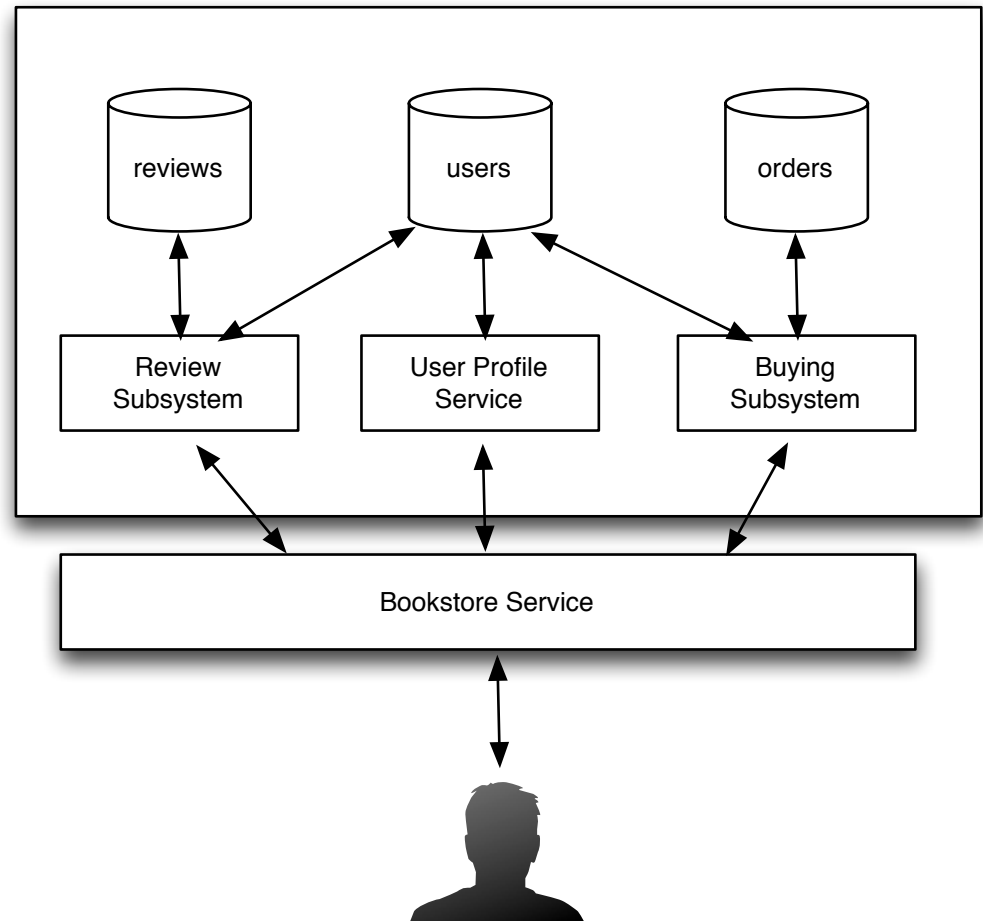 reviews
users
orders
Review
Subsystem
User Profile
Service
Buying
Subsystem
Bookstore Service